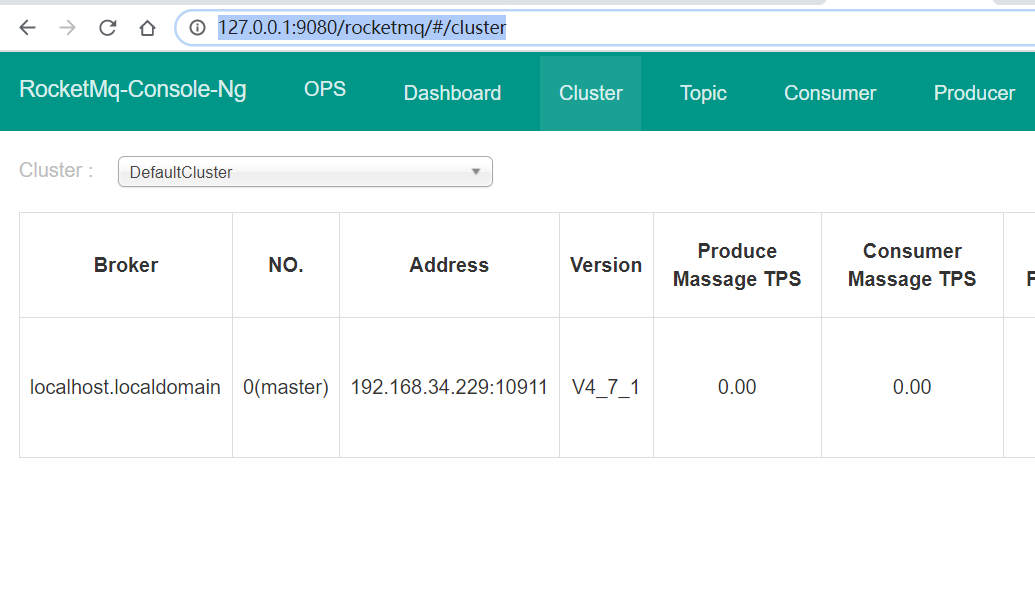 127.0.0.1:9080/rocketmq/#/cluster
RocketMq-Console-Ng OPS Dashboard Cluster Topic Consumer Producer
Cluster : DefaultCluster
Broker NO. Address Version Produce Massage TPS Consumer Massage TPS
localhost.localdomain 0(master) 192.168.34.229:10911 V4_7_1 0.00 0.00